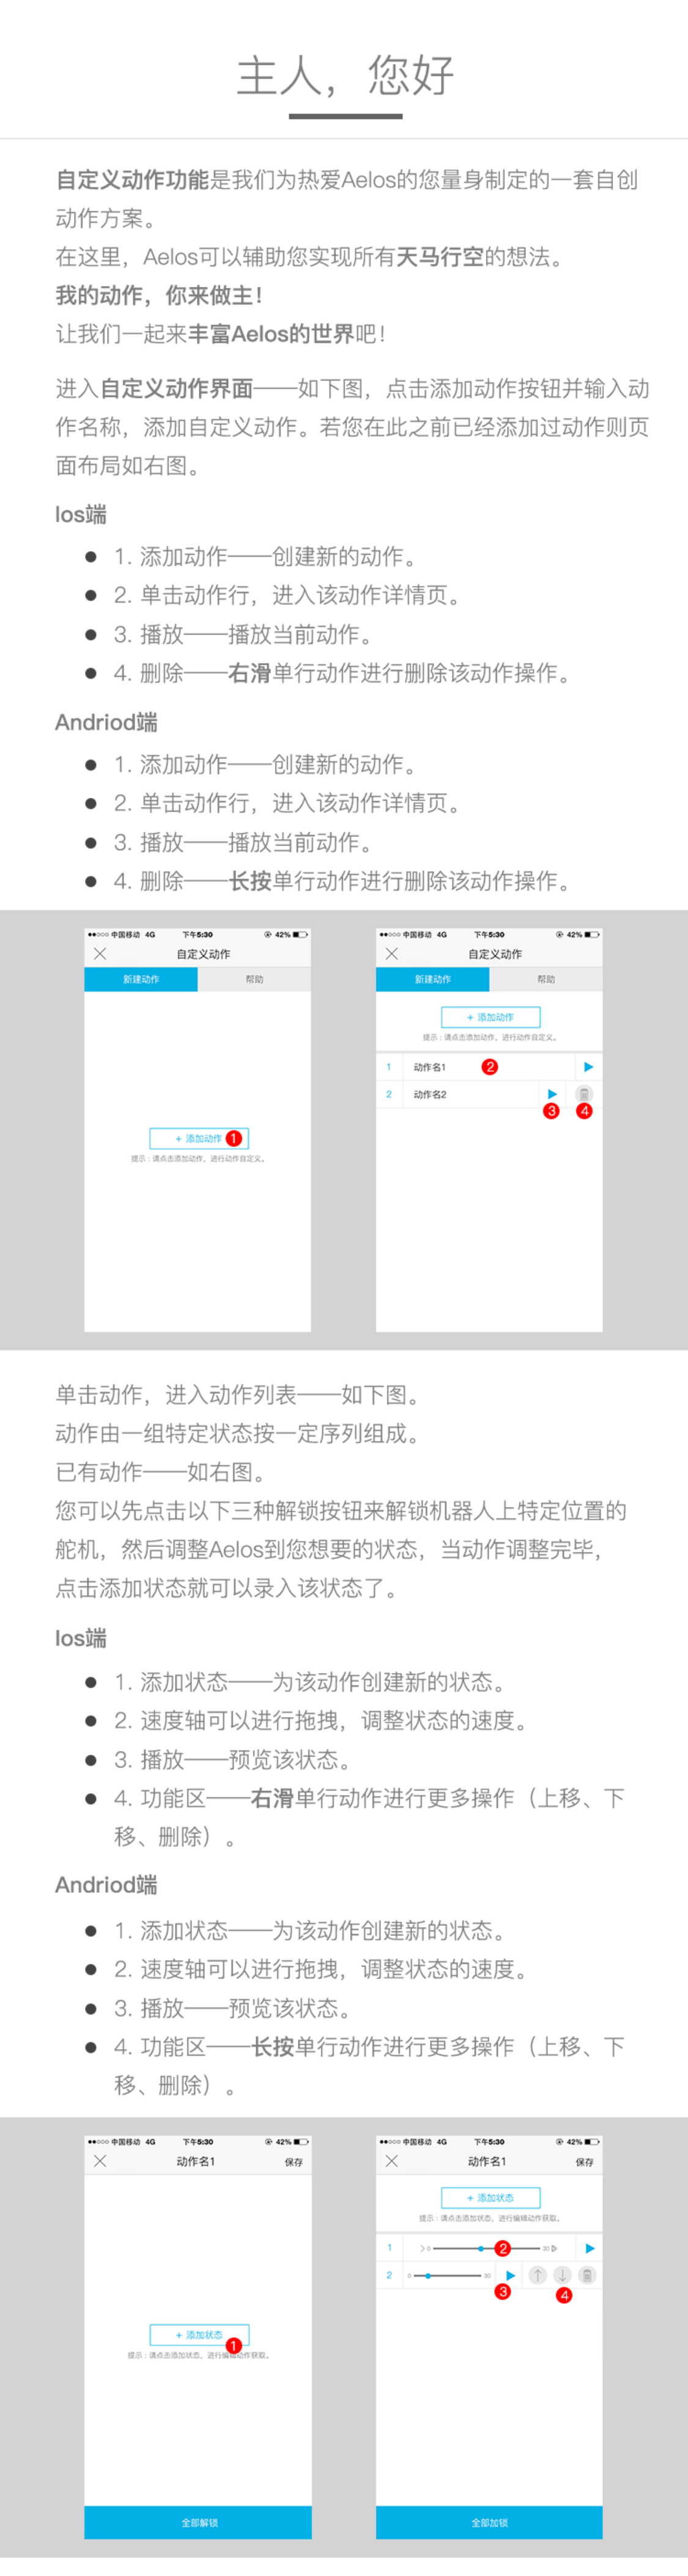 主人，您好
自定义动作功能是我们为热爱Aelos的您量身制定的一套自创
动作方案。
在这里，Aelos可以辅助您实现所有天马行空的想法。
我的动作，你来做主！
让我们一起来丰富Aelos的世界吧！
进入自定义动作界面——如下图，点击添加动作按钮并输入动
作名称，添加自定义动作。若您在此之前已经添加过动作则页
面布局如右图。
Ios端
● 1. 添加动作——创建新的动作。
● 2. 单击动作行，进入该动作详情页。
● 3. 播放——播放当前动作。
● 4. 删除——右滑单行动作进行删除该动作操作。
Andriod端
● 1. 添加动作——创建新的动作。
● 2. 单击动作行，进入该动作详情页。
● 3. 播放——播放当前动作。
● 4. 删除——长按单行动作进行删除该动作操作。
中国移动 4G 下午5:30 42%
自定义动作
新建动作 帮助
+ 添加动作 1
提示：请点击添加动作，进行动作自定义。
中国移动 4G 下午5:30 42%
自定义动作
新建动作 帮助
+ 添加动作
提示：请点击添加动作，进行动作自定义。
1 动作名1 2
2 动作名2
3 4
单击动作，进入动作列表——如下图。
动作由一组特定状态按一定序列组成。
已有动作——如右图。
您可以先点击以下三种解锁按钮来解锁机器人上特定位置的
舵机，然后调整Aelos到您想要的状态，当动作调整完毕，
点击添加状态就可以录入该状态了。
Ios端
● 1. 添加状态——为该动作创建新的状态。
● 2. 速度轴可以进行拖拽，调整状态的速度。
● 3. 播放——预览该状态。
● 4. 功能区——右滑单行动作进行更多操作（上移、下
移、删除）。
Andriod端
● 1. 添加状态——为该动作创建新的状态。
● 2. 速度轴可以进行拖拽，调整状态的速度。
● 3. 播放——预览该状态。
● 4. 功能区——长按单行动作进行更多操作（上移、下
移、删除）。
中国移动 4G 下午5:30 42%
动作名1 保存
+ 添加状态
1
提示：请点击添加状态，进行编辑动作获取。
全部解锁
中国移动 4G 下午5:30 42%
动作名1 保存
+ 添加状态
提示：请点击添加状态，进行编辑动作获取。
1 0 2 30
2 0 30
3 4
全部加锁